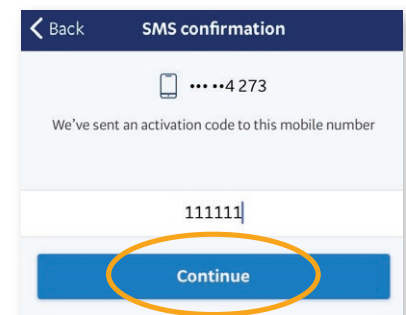 Back SMS confirmation
••• ••4 273
We've sent an activation code to this mobile number
111111
Continue